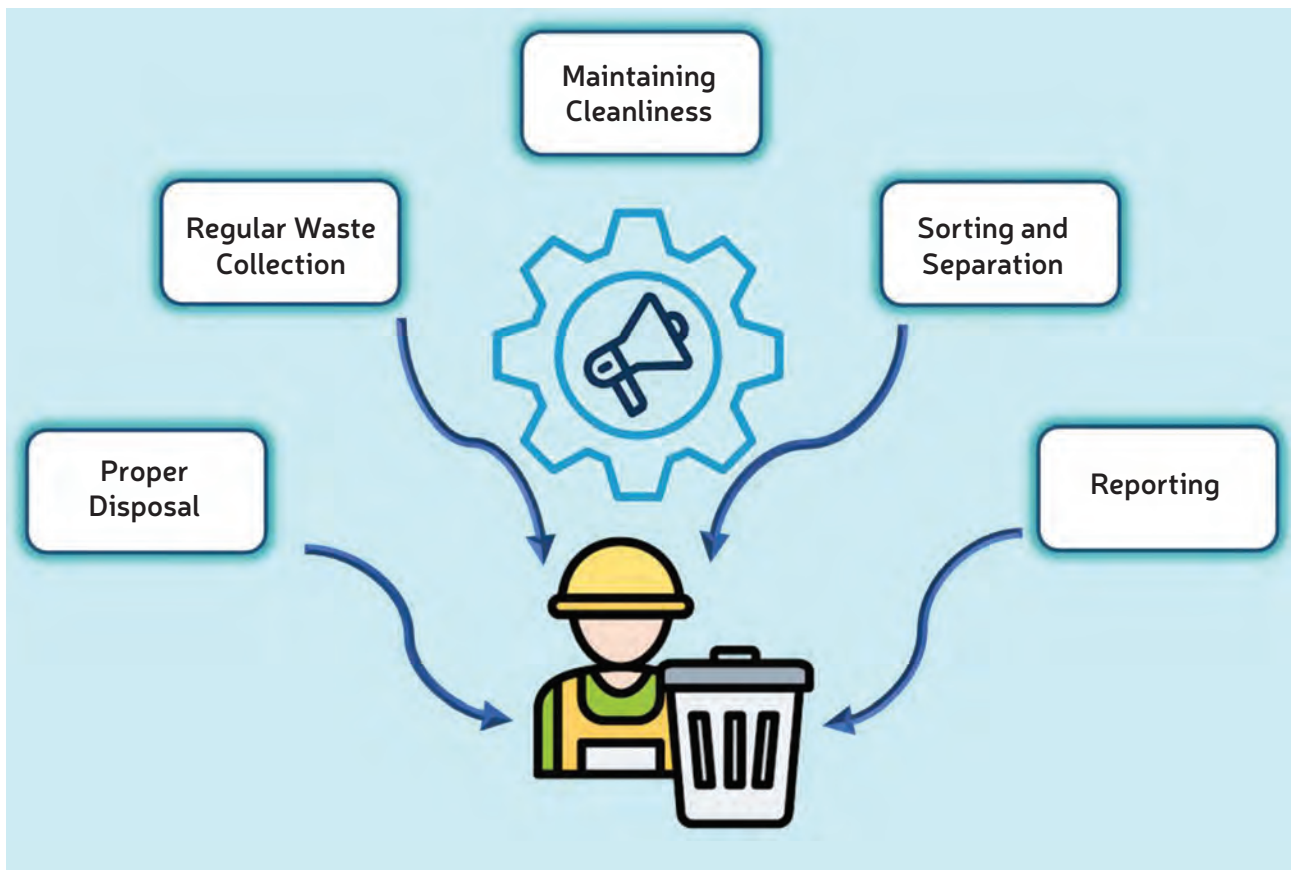 Maintaining
Cleanliness
Regular Waste
Collection
Sorting and
Separation
Proper
Disposal
Reporting